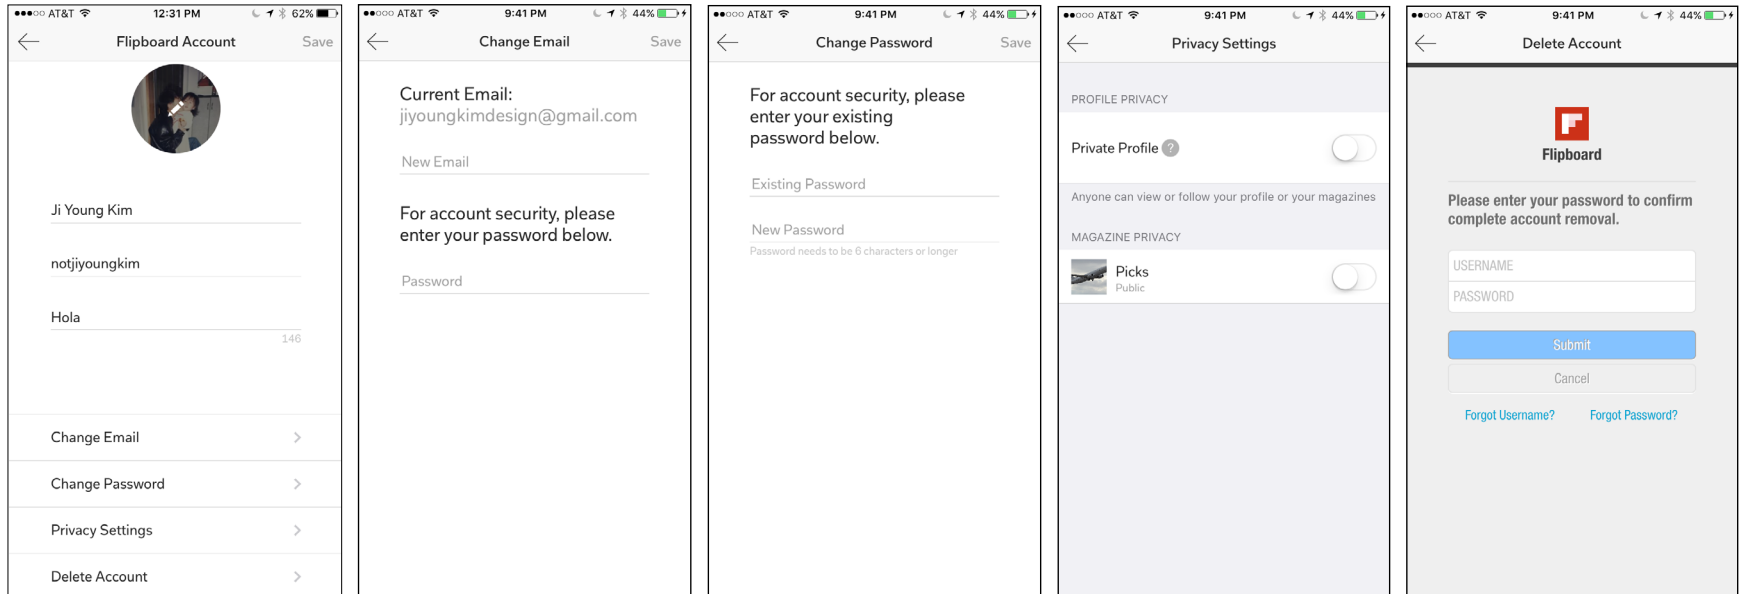 AT&T 12:31 PM 62%
Flipboard Account Save
Ji Young Kim
notjiyoungkim
Hola
146
Change Email
Change Password
Privacy Settings
Delete Account
AT&T 9:41 PM 44%
Change Email Save
Current Email:
jiyoungkimdesign@gmail.com
New Email
For account security, please
enter your password below.
Password
AT&T 9:41 PM 44%
Change Password Save
For account security, please
enter your existing
password below.
Existing Password
New Password
Password needs to be 6 characters or longer
AT&T 9:41 PM 44%
Privacy Settings
PROFILE PRIVACY
Private Profile ?
Anyone can view or follow your profile or your magazines
MAGAZINE PRIVACY
Picks
Public
AT&T 9:41 PM 44%
Delete Account
Flipboard
Please enter your password to confirm
complete account removal.
USERNAME
PASSWORD
Submit
Cancel
Forgot Username? Forgot Password?